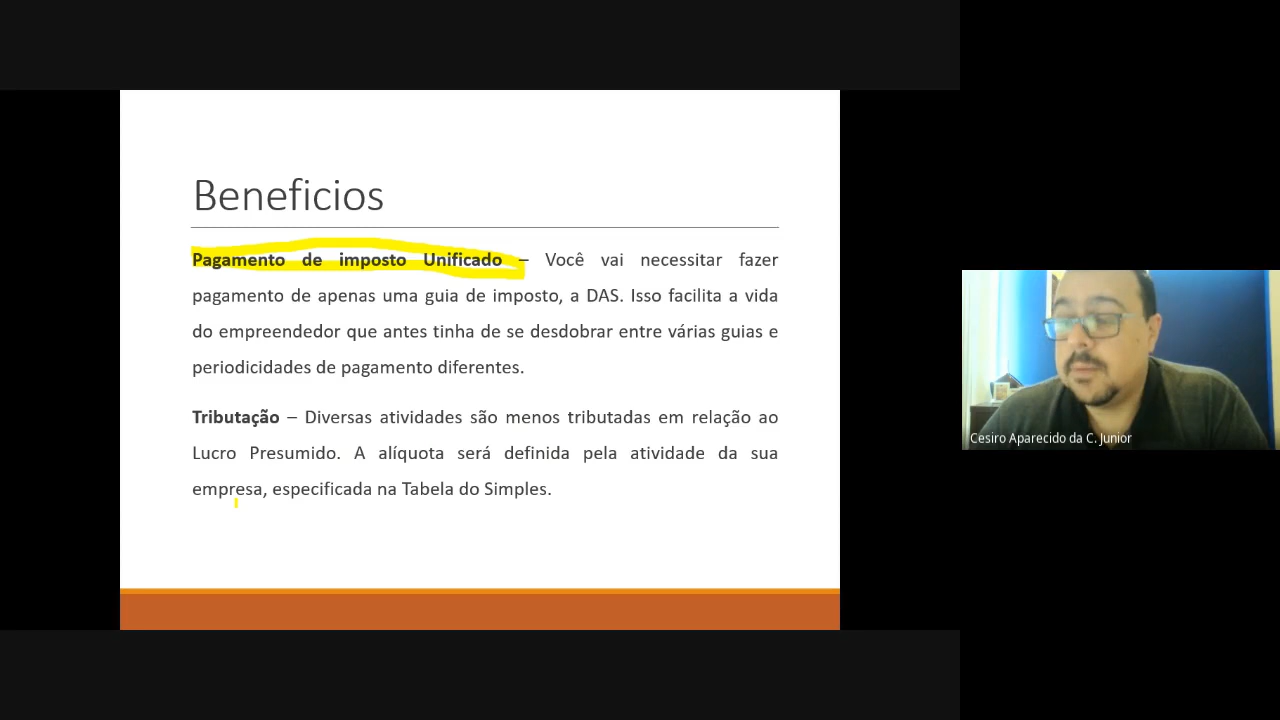 Beneficios
Pagamento de imposto Unificado – Você vai necessitar fazer
pagamento de apenas uma guia de imposto, a DAS. Isso facilita a vida
do empreendedor que antes tinha de se desdobrar entre várias guias e
periodicidades de pagamento diferentes.
Tributação – Diversas atividades são menos tributadas em relação ao
Lucro Presumido. A alíquota será definida pela atividade da sua
empresa, especificada na Tabela do Simples.
Cesiro Aparecido da C. Junior